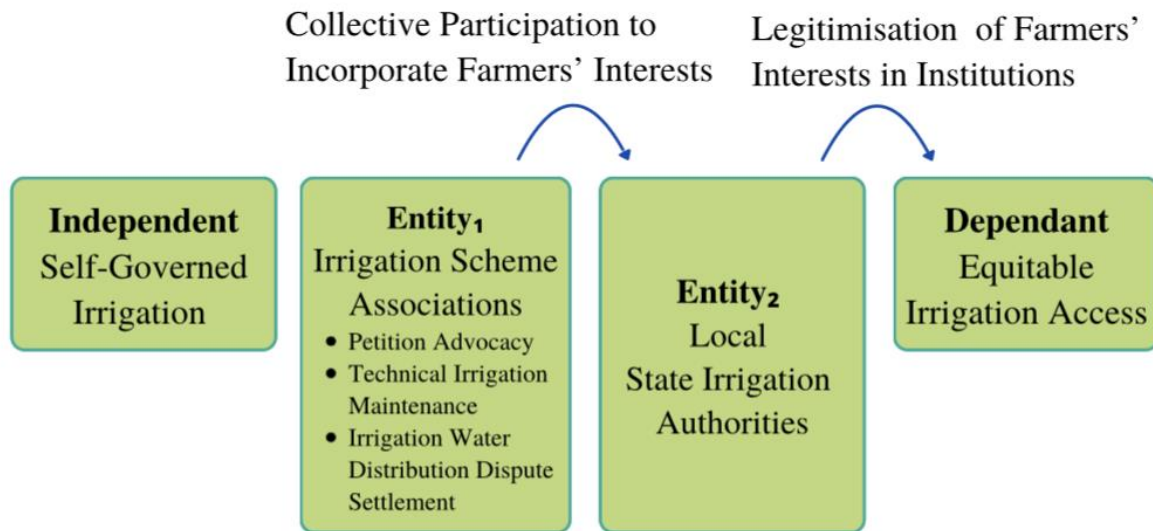 Collective Participation to
Incorporate Farmers’ Interests
Legitimisation of Farmers’
Interests in Institutions
Independent
Self-Governed
Irrigation
Entity₁
Irrigation Scheme
Associations
• Petition Advocacy
• Technical Irrigation
Maintenance
• Irrigation Water
Distribution Dispute
Settlement
Entity₂
Local
State Irrigation
Authorities
Dependant
Equitable
Irrigation Access